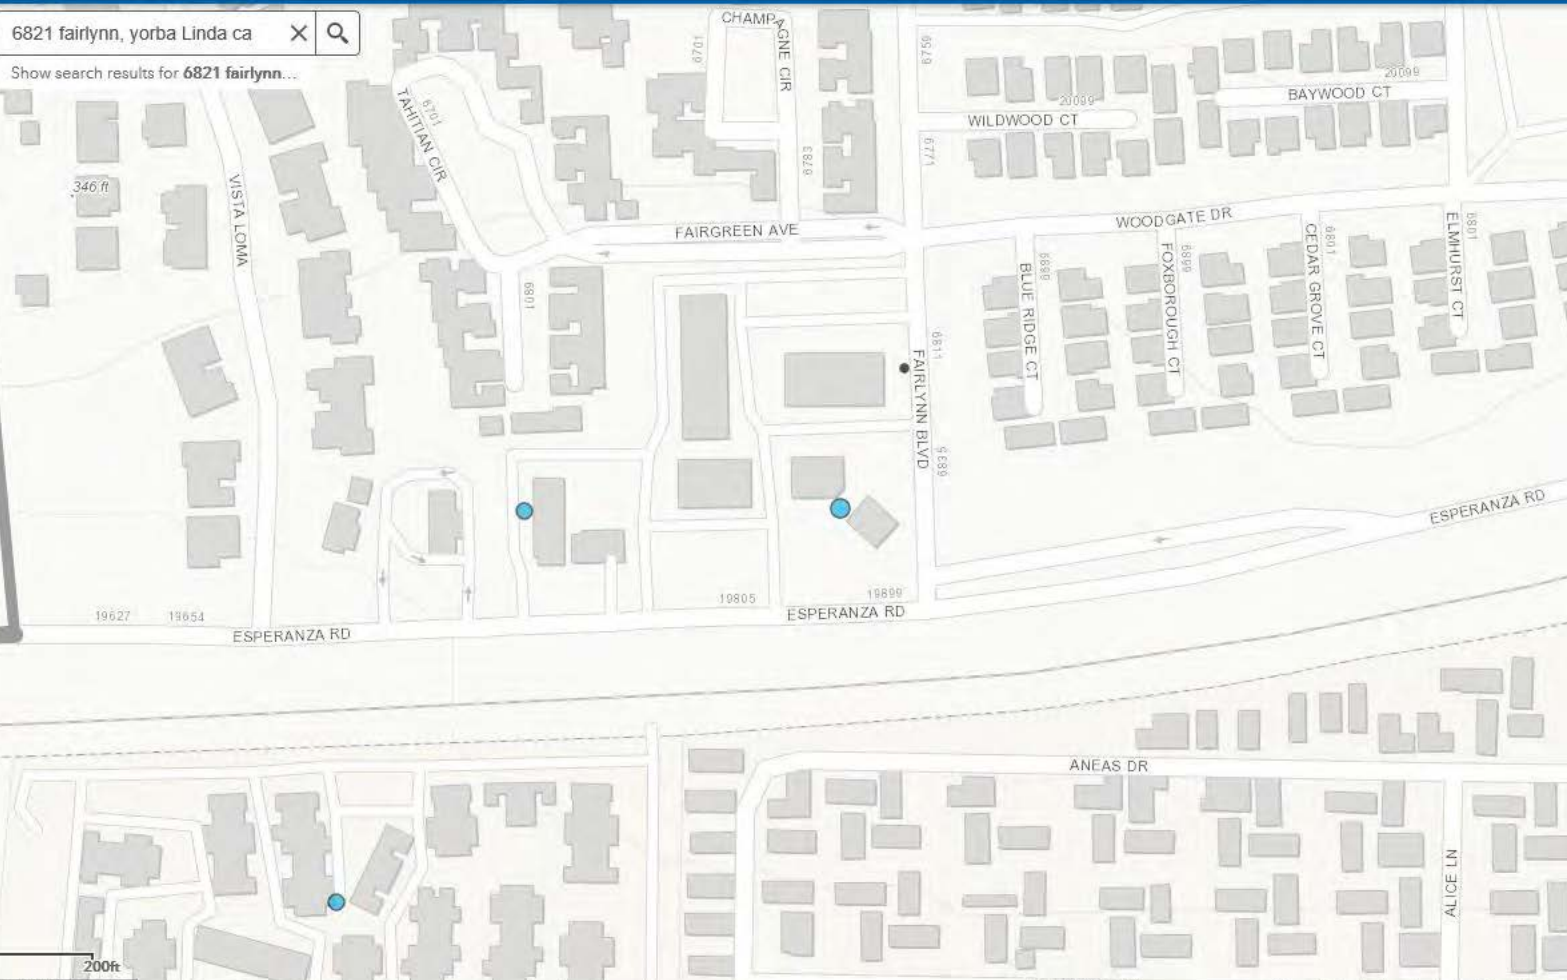 6821 fairlynn, yorba Linda ca
Show search results for 6821 fairlynn...
CHAMPAGNE CIR
6701
6579
20099
BAYWOOD CT
20099
WILDWOOD CT
6701
TAHITIAN CIR
6771
6783
346 ft
VISTA LOMA
FAIRGREEN AVE
WOODGATE DR
6801
ELMHURST CT
6801
CEDAR GROVE CT
6899
FOXBOROUGH CT
6899
BLUE RIDGE CT
6801
6811
FAIRLYNN BLVD
6895
ESPERANZA RD
19627
19654
19805
19899
ESPERANZA RD
ESPERANZA RD
ANEAS DR
ALICE LN
200ft